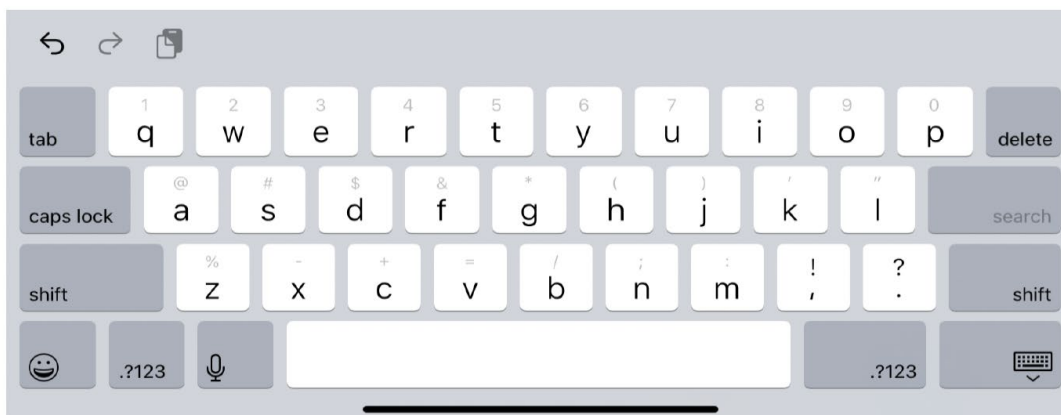 1 2 3 4 5 6 7 8 9 0
tab q w e r t y u i o p delete
@ # $ & * ( ) ' "
caps lock a s d f g h j k l search
% - + = / ; : ! ?
shift z x c v b n m , . shift
.?123 .?123